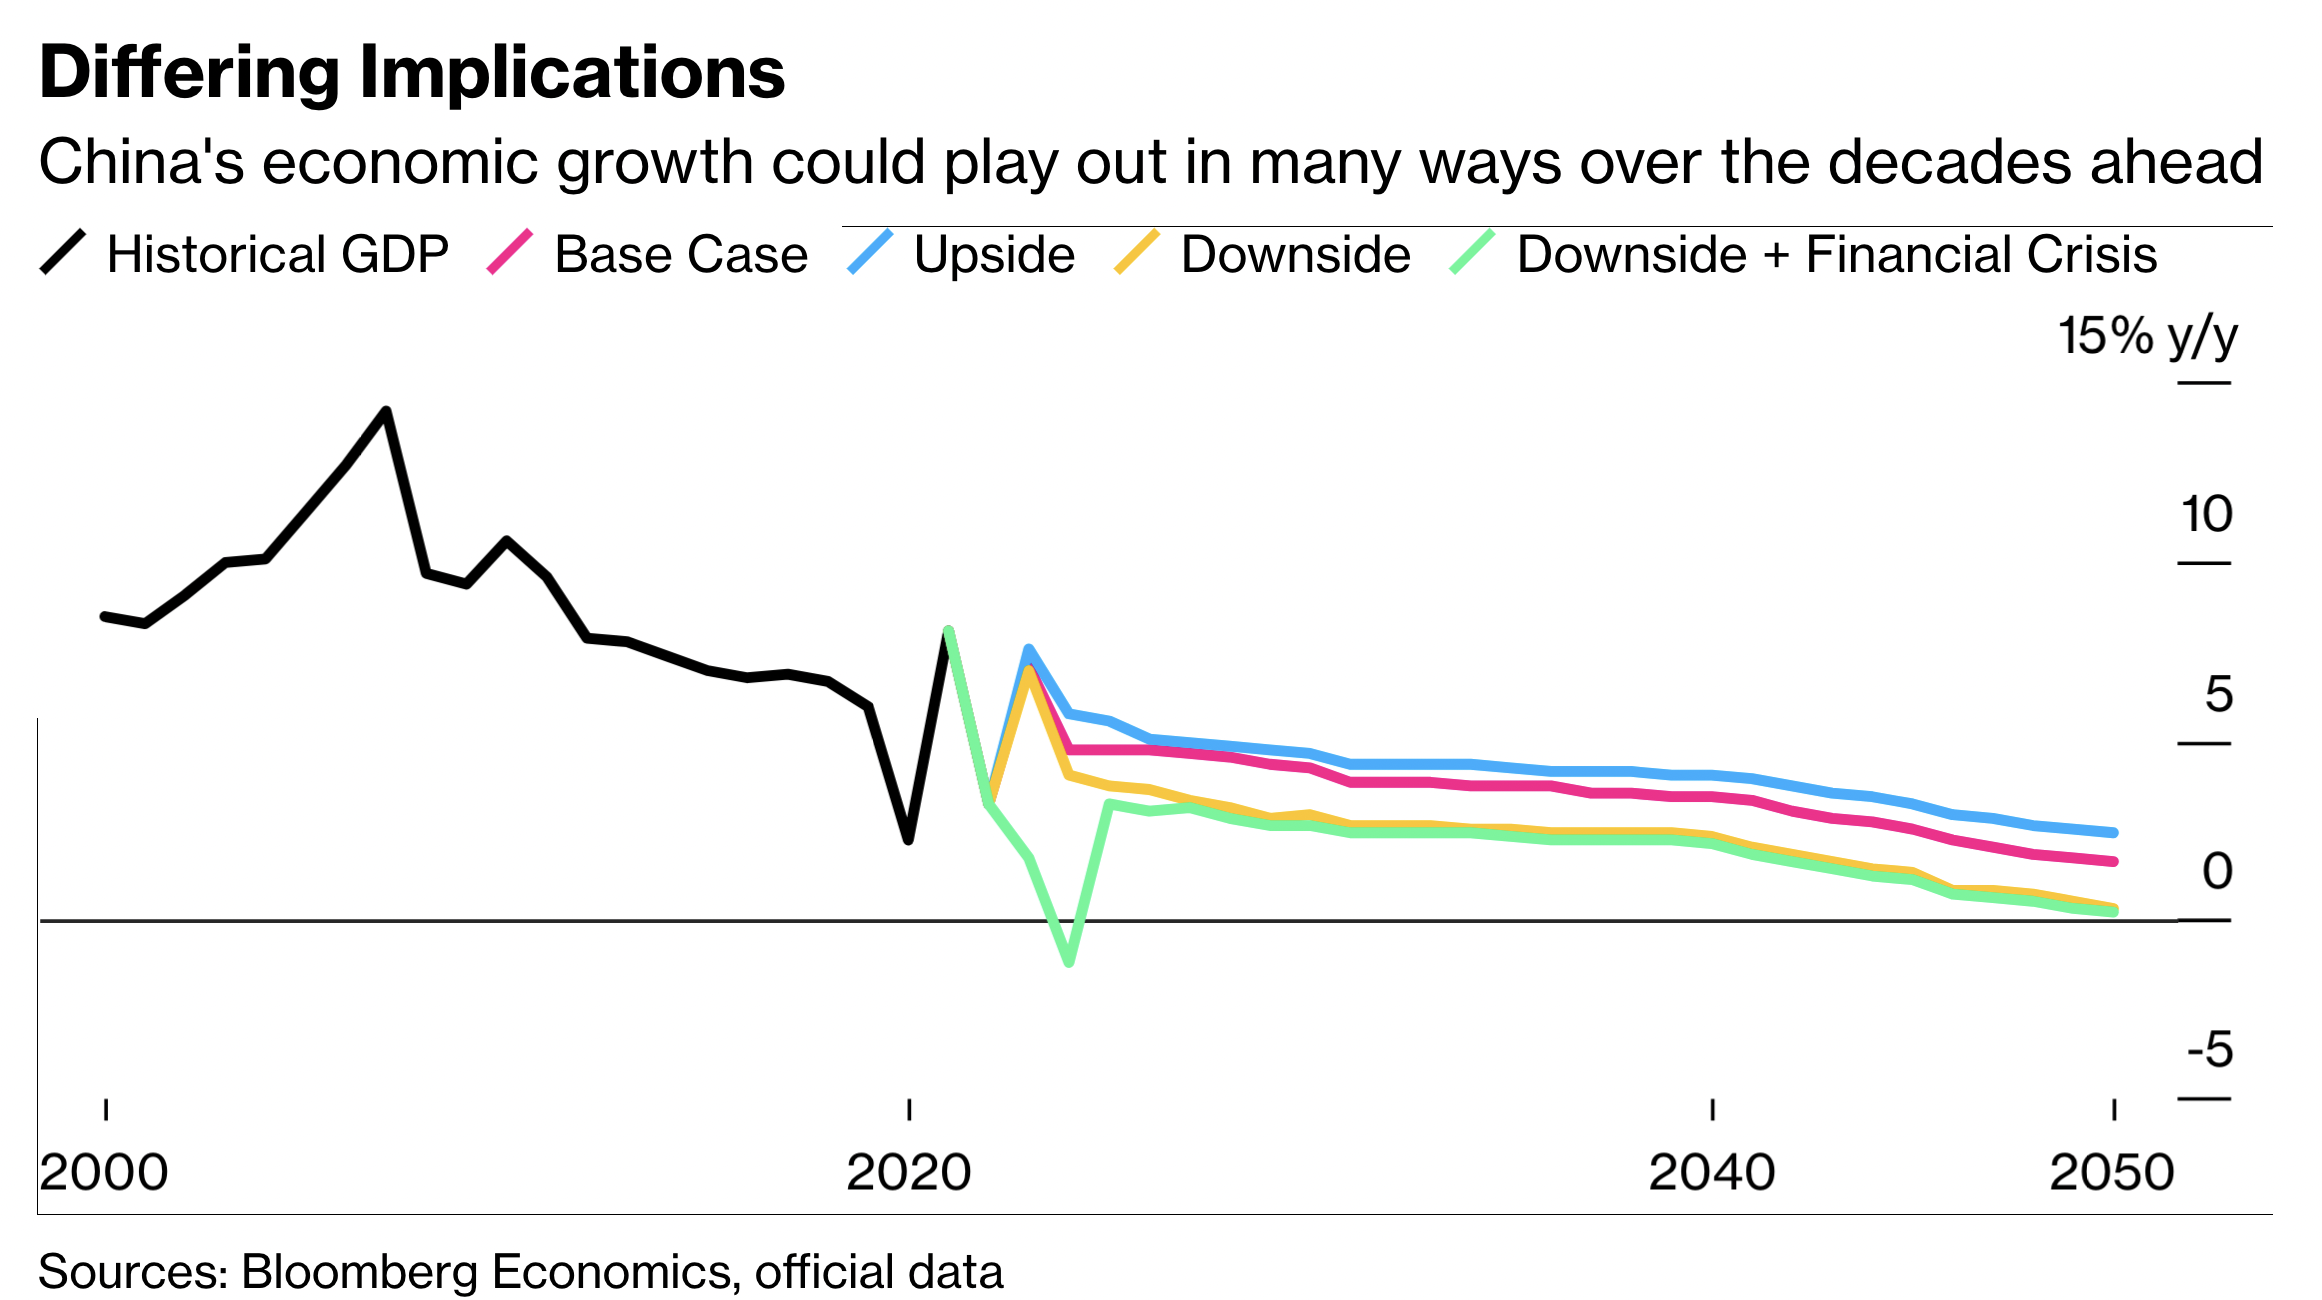 Differing Implications
China's economic growth could play out in many ways over the decades ahead
Historical GDP Base Case Upside Downside Downside + Financial Crisis
15% y/y
10
5
0
-5
2000 2020 2040 2050
Sources: Bloomberg Economics, official data